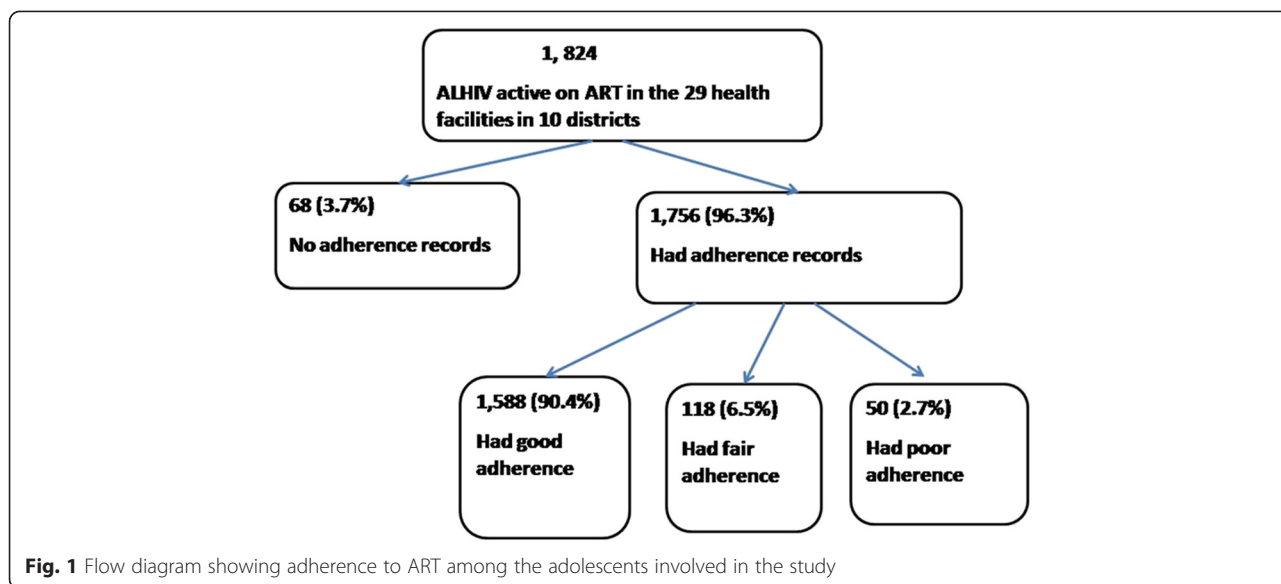 1, 824
ALHIV active on ART in the 29 health
facilities in 10 districts
68 (3.7%)
No adherence records
1,756 (96.3%)
Had adherence records
1,588 (90.4%)
Had good
adherence
118 (6.5%)
Had fair
adherence
50 (2.7%)
Had poor
adherence
Fig. 1 Flow diagram showing adherence to ART among the adolescents involved in the study